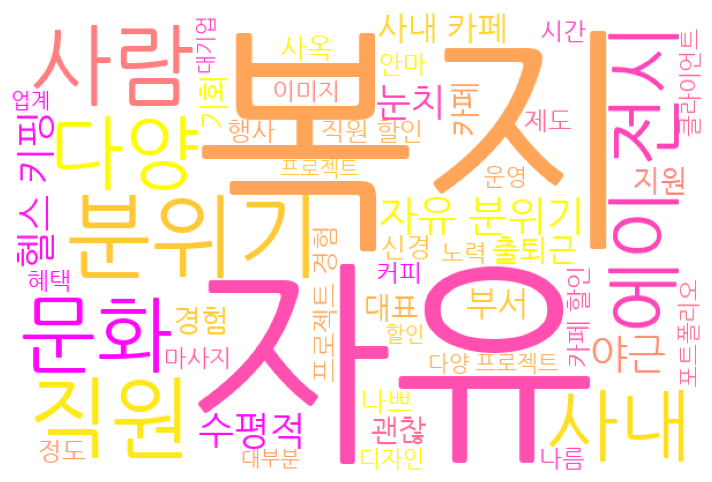 사람
대기업
사옥
사내 카페
시간
복지
이미지
안마
에이전시
클라이언트
업계
기회
눈치
카페
헬스 키핑
다양
행사
직원 할인
제도
프로젝트
운영
지원
분위기
자유 분위기
혜택
프로젝트 경험
신경
노력
출퇴근
문화
자유
커피
카페 할인
포트폴리오
경험
대표
부서
할인
야근
마사지
다양 프로젝트
직원
나쁘
사내
수평적
괜찮
정도
대부분
디자인
나름